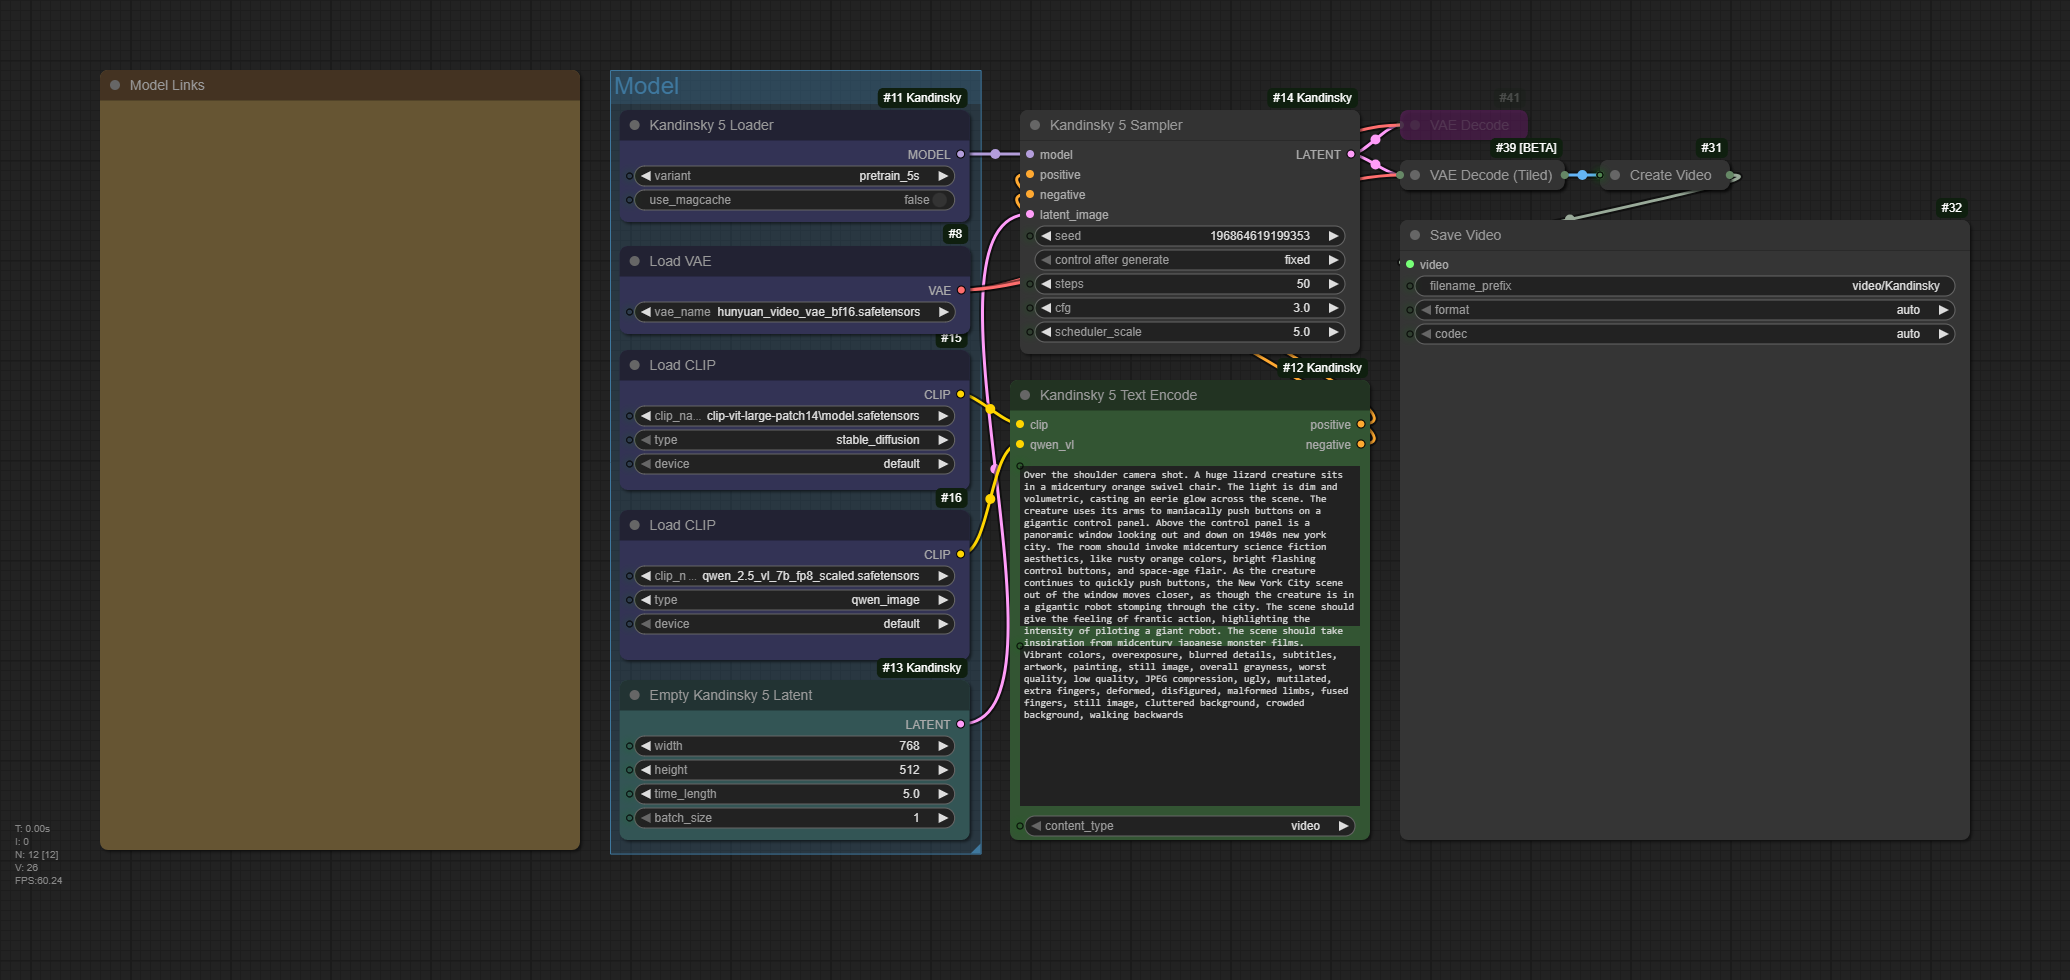 Model Links
Model
#11 Kandinsky
Kandinsky 5 Loader
MODEL
variant pretrain_5s
use_magcache false
#8
Load VAE
VAE
vae_name hunyuan_video_vae_bf16.safetensors
#15
Load CLIP
CLIP
clip_na... clip-vit-large-patch14\model.safetensors
type stable_diffusion
device default
#16
Load CLIP
CLIP
clip_n... qwen_2.5_vl_7b_fp8_scaled.safetensors
type qwen_image
device default
#13 Kandinsky
Empty Kandinsky 5 Latent
LATENT
width 768
height 512
time_length 5.0
batch_size 1
#14 Kandinsky
Kandinsky 5 Sampler
model LATENT
positive
negative
latent_image
seed 196864619199353
control after generate fixed
steps 50
cfg 3.0
scheduler_scale 5.0
#12 Kandinsky
Kandinsky 5 Text Encode
clip positive
qwen_vl negative
Over the shoulder camera shot. A huge lizard creature sits
in a midcentury orange swivel chair. The light is dim and
volumetric, casting an eerie glow across the scene. The
creature uses its arms to maniacally push buttons on a
gigantic control panel. Above the control panel is a
panoramic window looking out and down on 1940s new york
city. The room should invoke midcentury science fiction
aesthetics, like rusty orange colors, bright flashing
control buttons, and space-age flair. As the creature
continues to quickly push buttons, the New York City scene
out of the window moves closer, as though the creature is in
a gigantic robot stomping through the city. The scene should
give the feeling of frantic action, highlighting the
intensity of piloting a giant robot. The scene should take
inspiration from midcentury japanese monster films.
Vibrant colors, overexposure, blurred details, subtitles,
artwork, painting, still image, overall grayness, worst
quality, low quality, JPEG compression, ugly, mutilated,
extra fingers, deformed, disfigured, malformed limbs, fused
fingers, still image, cluttered background, crowded
background, walking backwards
content_type video
#41
VAE Decode
#39 [BETA]
VAE Decode (Tiled)
#31
Create Video
#32
Save Video
video
filename_prefix video/Kandinsky
format auto
codec auto
T: 0.00s
I: 0
N: 12 [12]
V: 26
FPS:60.24